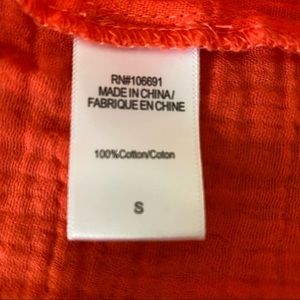 RN#106691
MADE IN CHINA/
FABRIQUE EN CHINE
100%Cotton/Coton
S